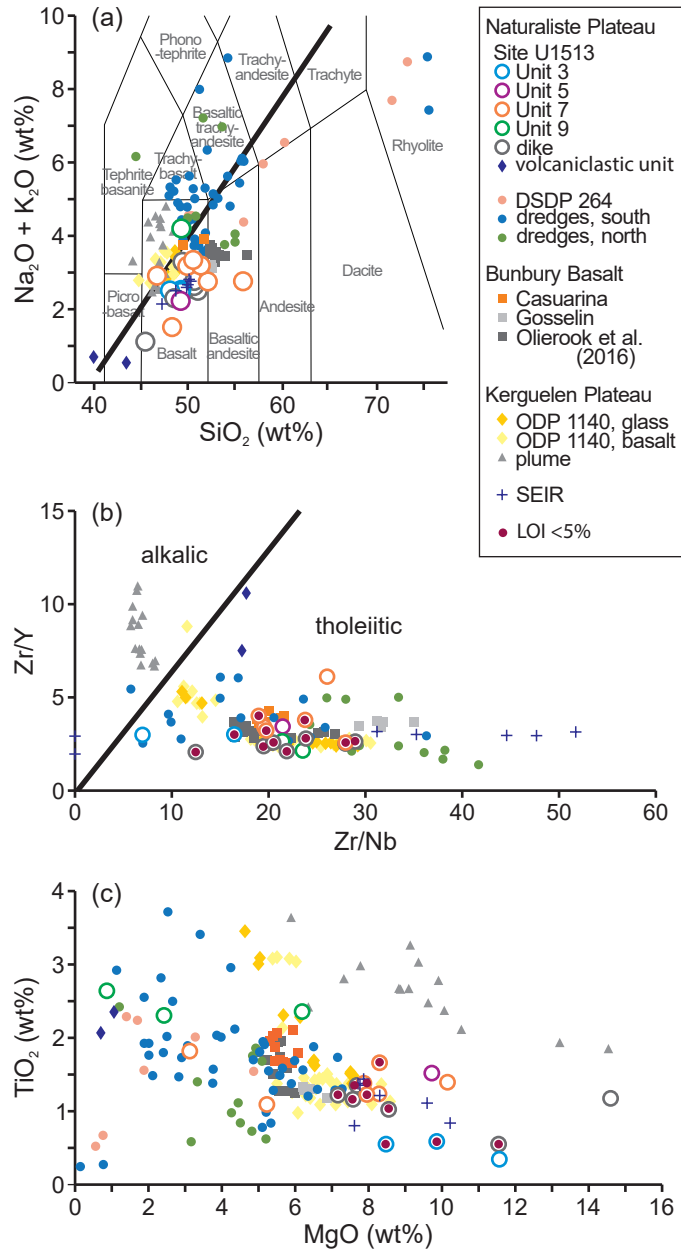 (a)
Na2O + K2O (wt%)
10
8
6
4
2
0
Phono
-tephrite
Trachy-
andesite
Trachyte
Basaltic
trachy-
andesite
Trachy-
basalt
Tephrite
basanite
Rhyolite
Picro
-basalt
Basalt
Basaltic
andesite
Andesite
Dacite
40
50
60
70
SiO2 (wt%)
Naturaliste Plateau
Site U1513
Unit 3
Unit 5
Unit 7
Unit 9
dike
volcaniclastic unit
DSDP 264
dredges, south
dredges, north
Bunbury Basalt
Casuarina
Gosselin
Olierook et al.
(2016)
Kerguelen Plateau
ODP 1140, glass
ODP 1140, basalt
plume
SEIR
LOI <5%
(b)
Zr/Y
15
10
5
0
alkalic
tholeiitic
0
10
20
30
40
50
60
Zr/Nb
(c)
TiO2 (wt%)
4
3
2
1
0
0
2
4
6
8
10
12
14
16
MgO (wt%)